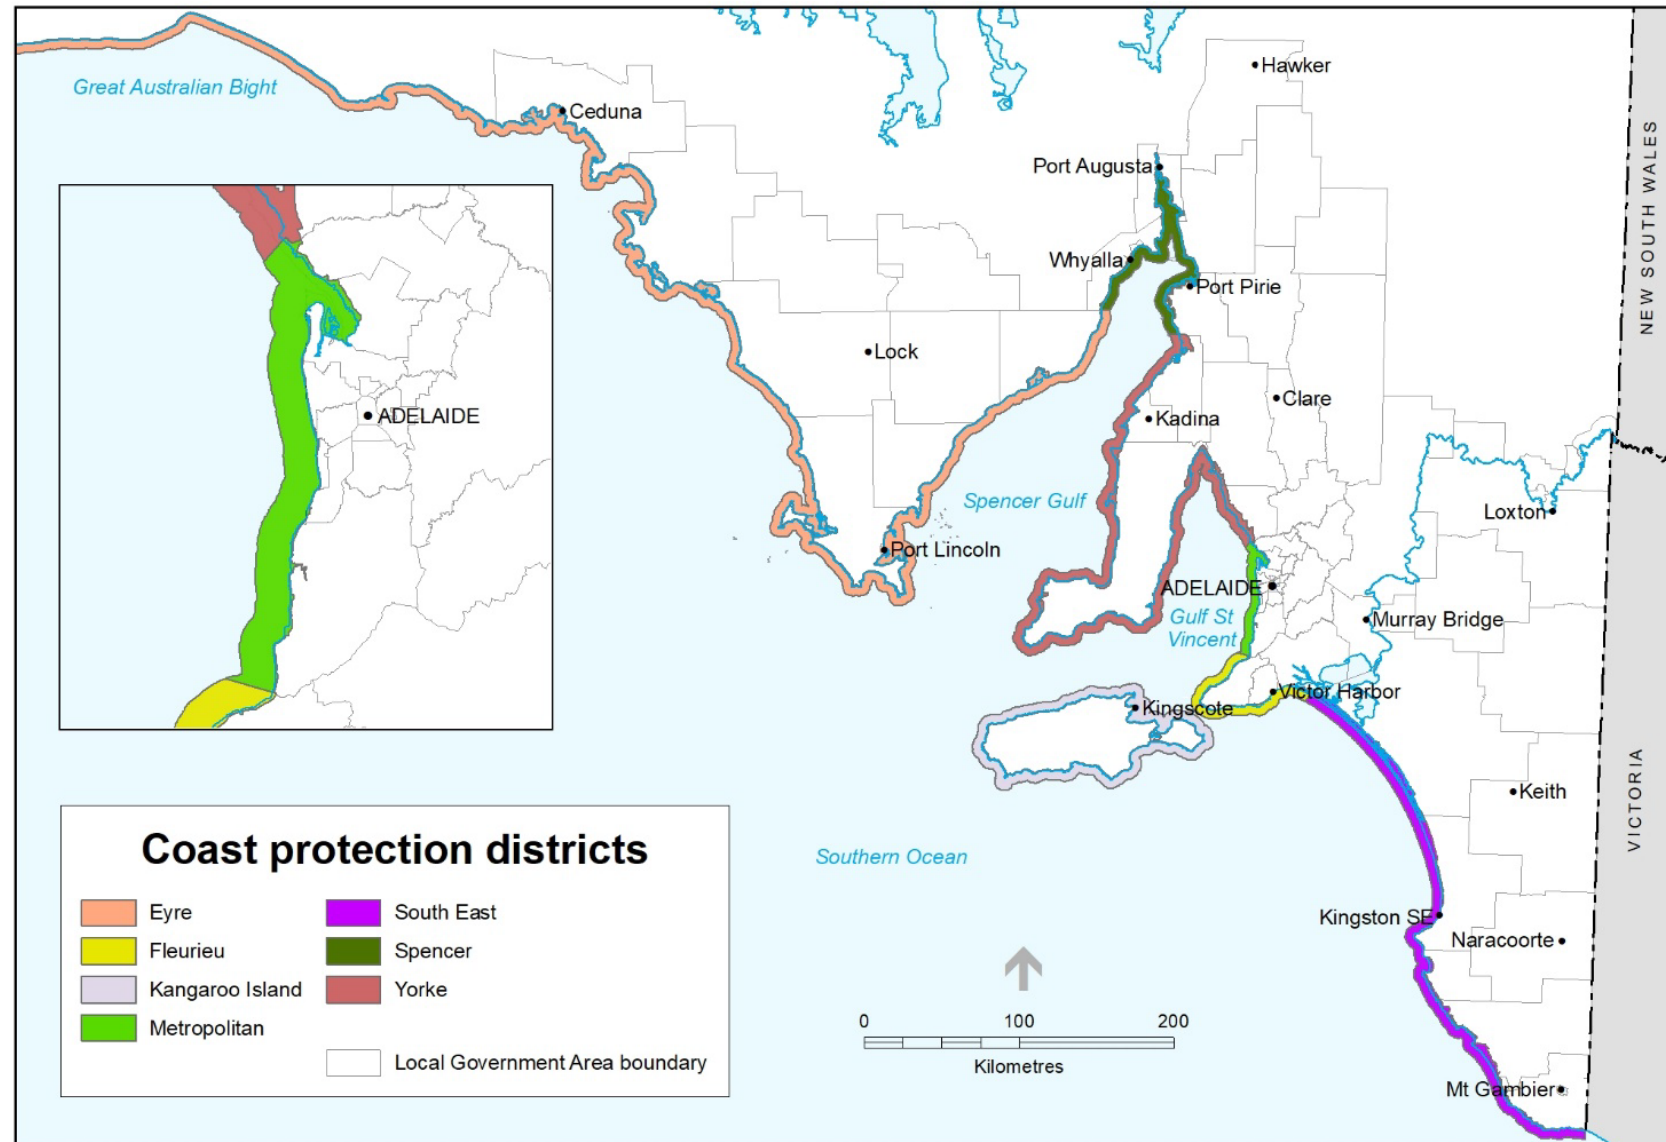 Great Australian Bight
Ceduna
Hawker
Port Augusta
Whyalla
Port Pirie
NEW SOUTH WALES
Lock
Clare
Kadina
ADELAIDE
Spencer Gulf
Loxton
Port Lincoln
ADELAIDE
Gulf St
Vincent
Murray Bridge
Victor Harbor
Kingscote
VICTORIA
Keith
Southern Ocean
Kingston SE
Naracoorte
Mt Gambier
Coast protection districts
Eyre
Fleurieu
Kangaroo Island
Metropolitan
South East
Spencer
Yorke
Local Government Area boundary
0 100 200
Kilometres